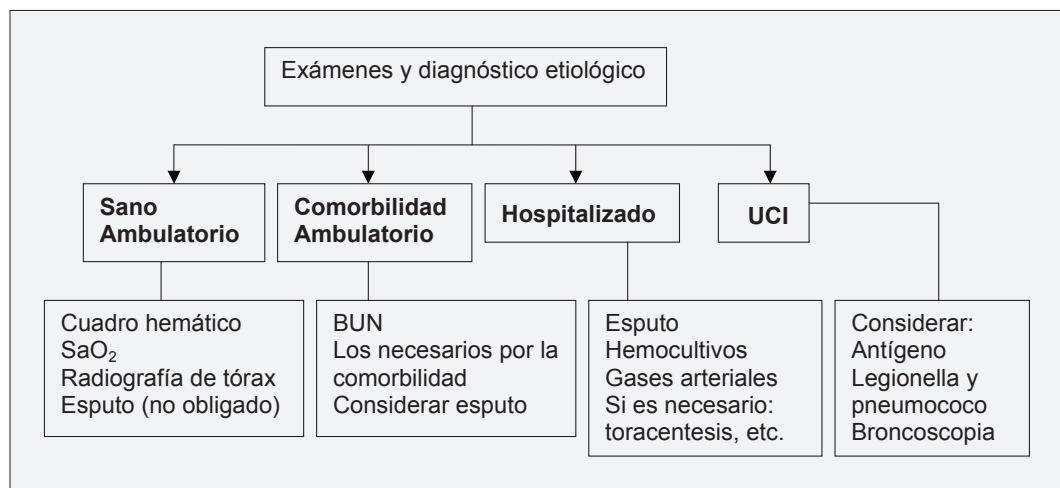 Exámenes y diagnóstico etiológico
Sano
Ambulatorio
Comorbilidad
Ambulatorio
Hospitalizado
UCI
Cuadro hemático
SaO₂
Radiografía de tórax
Esputo (no obligado)
BUN
Los necesarios por la
comorbilidad
Considerar esputo
Esputo
Hemocultivos
Gases arteriales
Si es necesario:
toracentesis, etc.
Considerar:
Antígeno
Legionella y
pneumococo
Broncoscopia